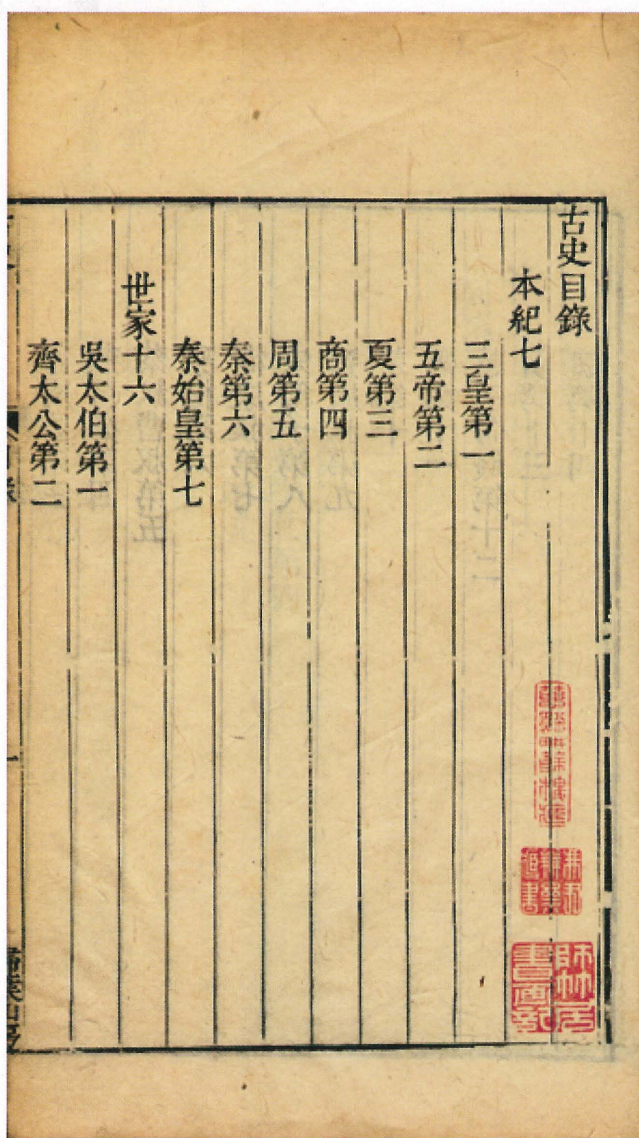 古史目錄
本紀七
三皇第一
五帝第二
夏第三
商第四
周第五
秦第六
秦始皇第七
世家十六
吳太伯第一
齊太公第二